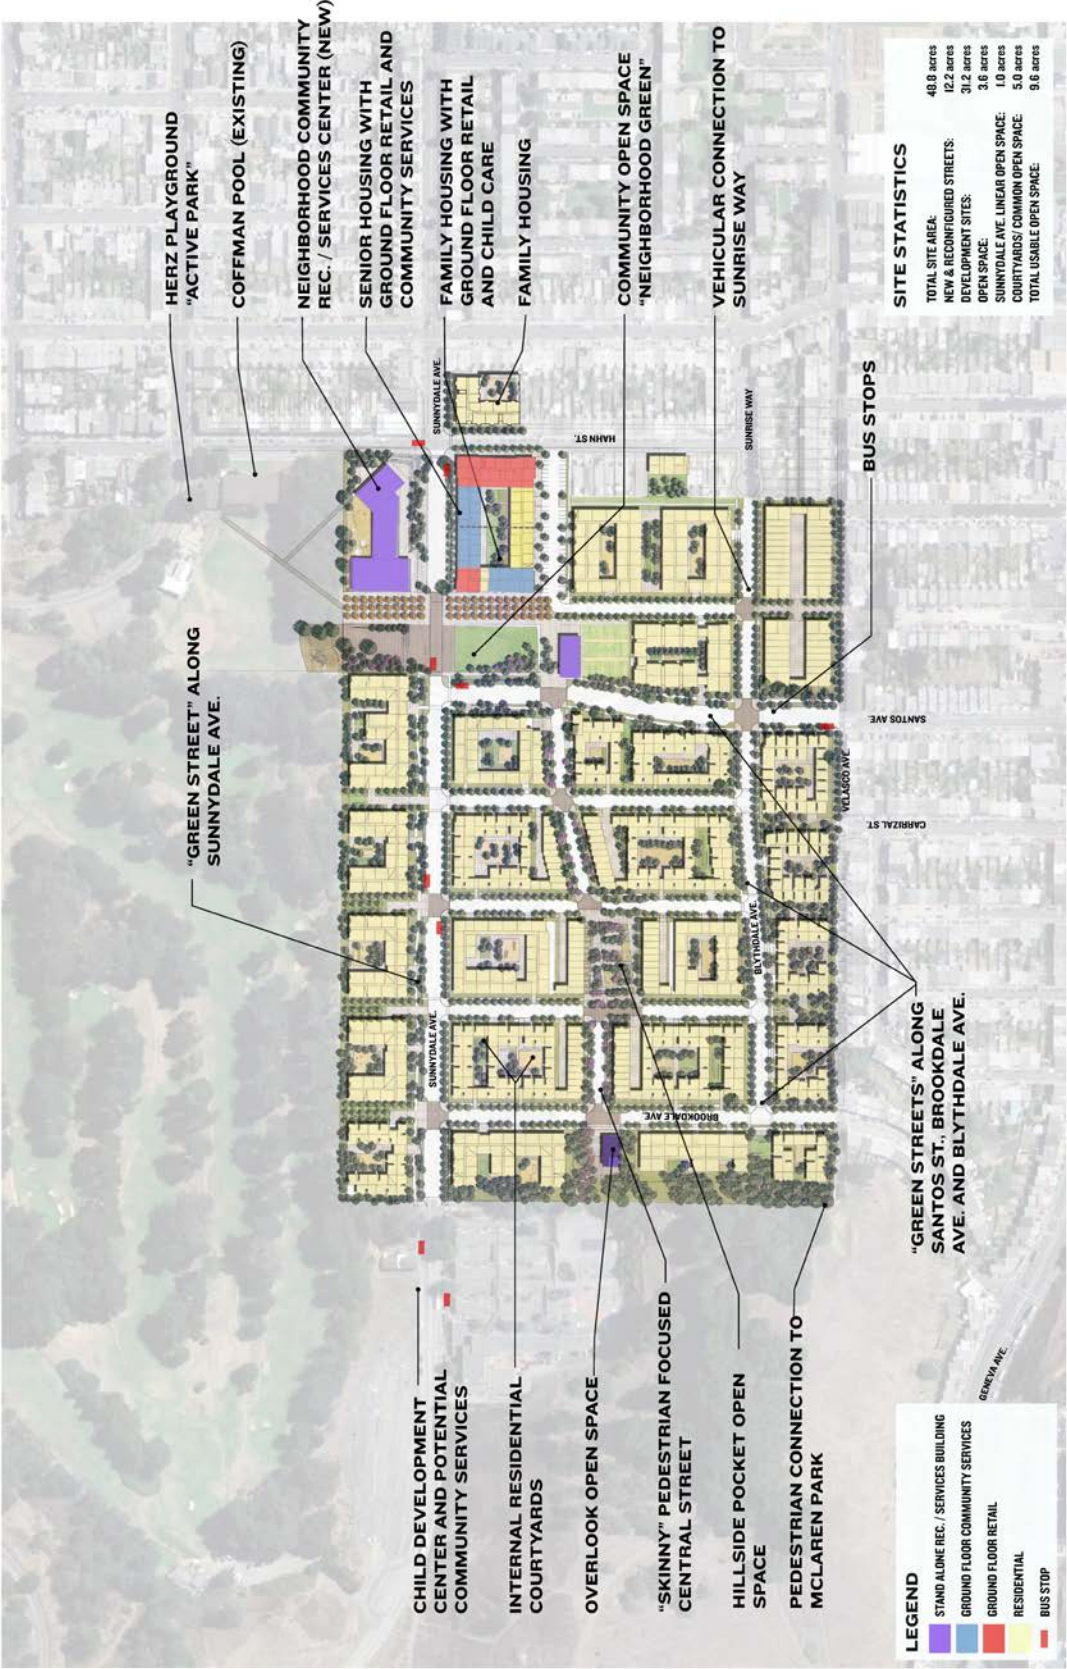 HERZ PLAYGROUND
“ACTIVE PARK”
COFFMAN POOL (EXISTING)
NEIGHBORHOOD COMMUNITY
REC. / SERVICES CENTER (NEW)
SENIOR HOUSING WITH
GROUND FLOOR RETAIL AND
COMMUNITY SERVICES
FAMILY HOUSING WITH
GROUND FLOOR RETAIL
AND CHILD CARE
FAMILY HOUSING
COMMUNITY OPEN SPACE
“NEIGHBORHOOD GREEN”
VEHICULAR CONNECTION TO
SUNRISE WAY
SITE STATISTICS
TOTAL SITE AREA: 48.8 acres
NEW & RECONFIGURED STREETS: 12.2 acres
DEVELOPMENT SITES: 31.2 acres
OPEN SPACE: 3.6 acres
SUNNYDALE AVE. LINEAR OPEN SPACE: 1.0 acres
COURTYARDS/ COMMON OPEN SPACE: 5.0 acres
TOTAL USABLE OPEN SPACE: 9.6 acres
SUNNYDALE AVE.
HAHN ST.
SUNRISE WAY
BUS STOPS
“GREEN STREET” ALONG
SUNNYDALE AVE.
SANTOS AVE.
VELASCO AVE.
CARRIZAL ST.
BLYTHDALE AVE.
SUNNYDALE AVE.
BROOKDALE AVE.
“GREEN STREETS” ALONG
SANTOS ST., BROOKDALE
AVE. AND BLYTHDALE AVE.
CHILD DEVELOPMENT
CENTER AND POTENTIAL
COMMUNITY SERVICES
INTERNAL RESIDENTIAL
COURTYARDS
OVERLOOK OPEN SPACE
“SKINNY” PEDESTRIAN FOCUSED
CENTRAL STREET
HILLSIDE POCKET OPEN
SPACE
PEDESTRIAN CONNECTION TO
MCLAREN PARK
GENEVA AVE.
LEGEND
STAND ALONE REC. / SERVICES BUILDING
GROUND FLOOR COMMUNITY SERVICES
GROUND FLOOR RETAIL
RESIDENTIAL
BUS STOP